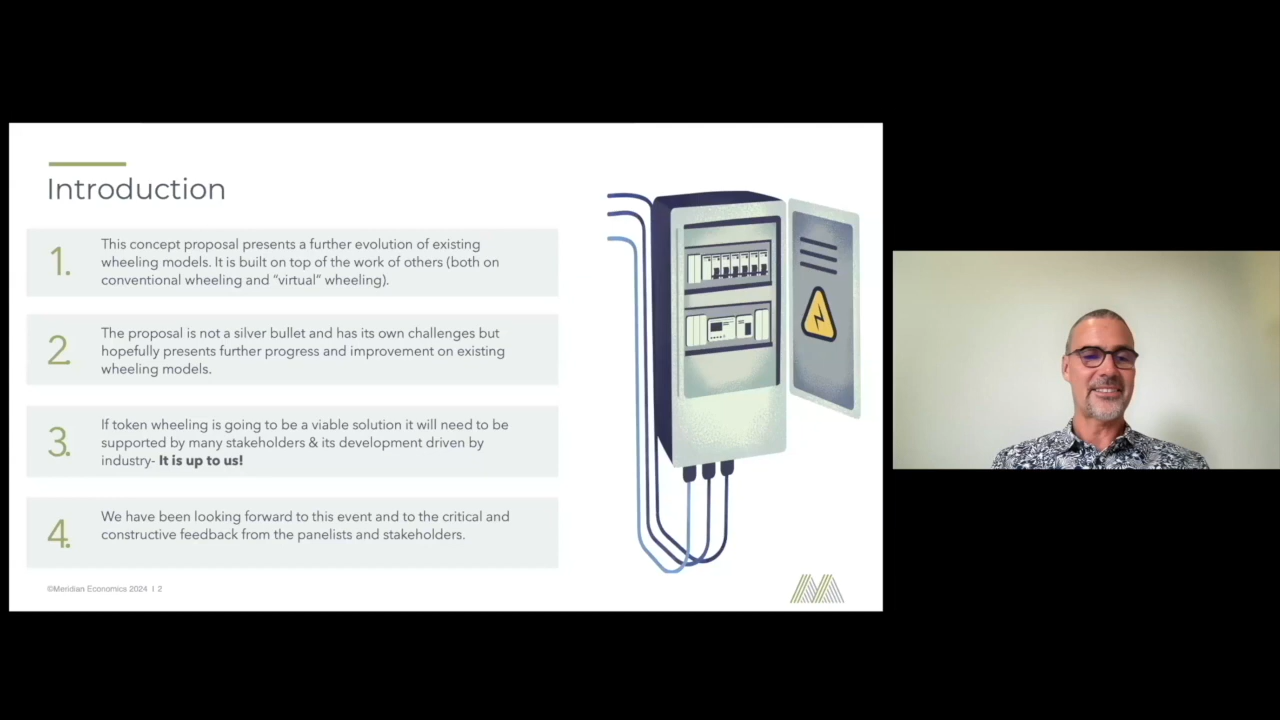 Introduction
1.
This concept proposal presents a further evolution of existing
wheeling models. It is built on top of the work of others (both on
conventional wheeling and “virtual” wheeling).
2.
The proposal is not a silver bullet and has its own challenges but
hopefully presents further progress and improvement on existing
wheeling models.
3.
If token wheeling is going to be a viable solution it will need to be
supported by many stakeholders & its development driven by
industry- It is up to us!
4.
We have been looking forward to this event and to the critical and
constructive feedback from the panelists and stakeholders.
©Meridian Economics 2024 | 2